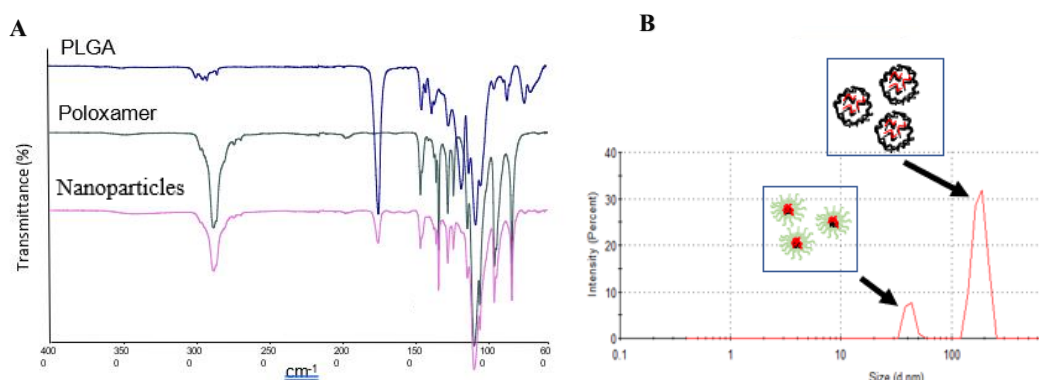 A
PLGA
Poloxamer
Nanoparticles
Transmittance (%)
400 350 300 250 200 150 100 60
0 0 0 0 0 0 0 0
cm-1
B
40
30
20
10
0
Intensity (Percent)
0.1 1 10 100
Size (d.nm)